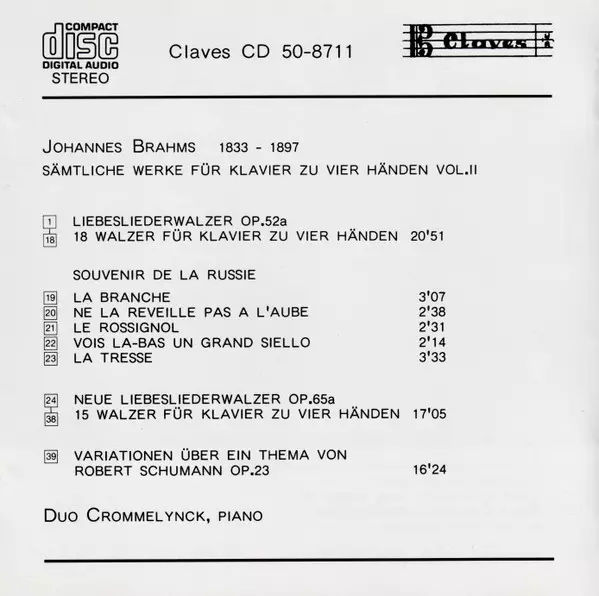 COMPACT
disc
DIGITAL AUDIO
STEREO
Claves CD 50-8711
Claves
JOHANNES BRAHMS 1833 - 1897
SÄMTLICHE WERKE FÜR KLAVIER ZU VIER HÄNDEN VOL.II
1 LIEBESLIEDERWALZER OP.52a
18 18 WALZER FÜR KLAVIER ZU VIER HÄNDEN 20'51
SOUVENIR DE LA RUSSIE
19 LA BRANCHE 3'07
20 NE LA REVEILLE PAS A L'AUBE 2'38
21 LE ROSSIGNOL 2'31
22 VOIS LA-BAS UN GRAND SIELLO 2'14
23 LA TRESSE 3'33
24 NEUE LIEBESLIEDERWALZER OP.65a
38 15 WALZER FÜR KLAVIER ZU VIER HÄNDEN 17'05
39 VARIATIONEN ÜBER EIN THEMA VON
ROBERT SCHUMANN OP.23 16'24
DUO CROMMELYNCK, PIANO